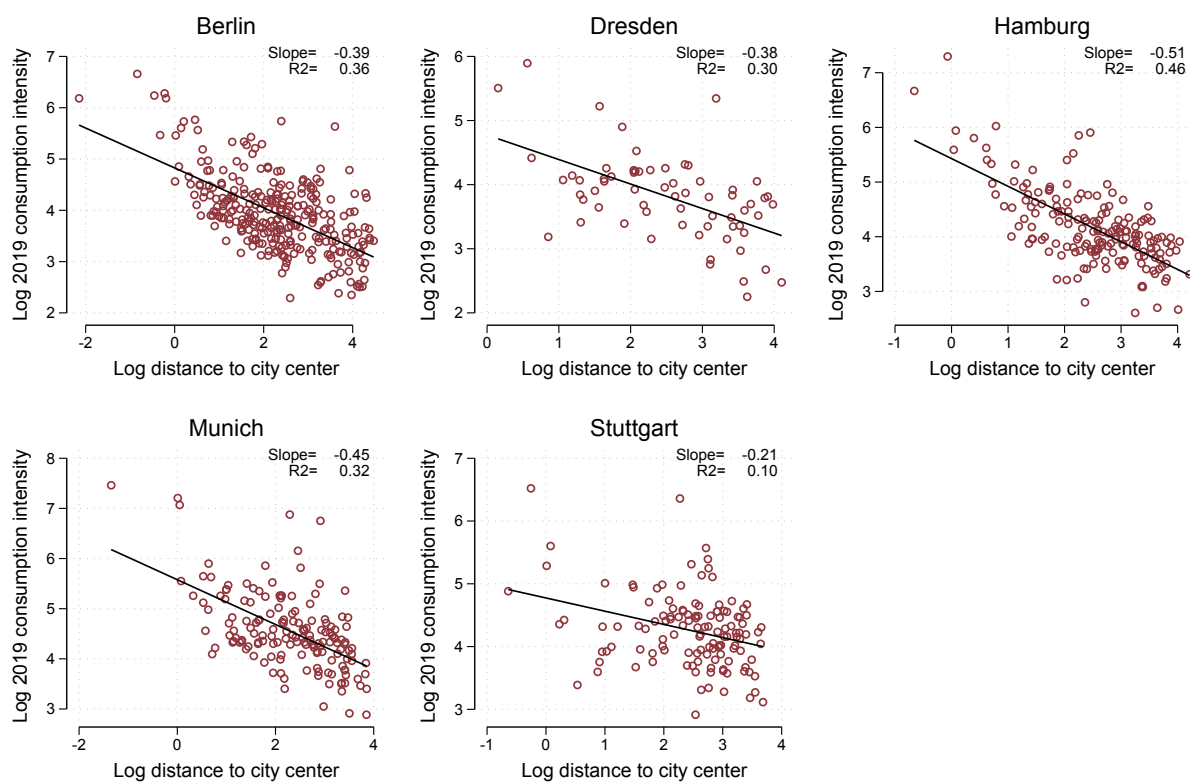 Berlin
Slope= -0.39
R2= 0.36
Log 2019 consumption intensity
7
6
5
4
3
2
-2 0 2 4
Log distance to city center
Dresden
Slope= -0.38
R2= 0.30
Log 2019 consumption intensity
6
5
4
3
2
0 1 2 3 4
Log distance to city center
Hamburg
Slope= -0.51
R2= 0.46
Log 2019 consumption intensity
7
6
5
4
3
-1 0 1 2 3 4
Log distance to city center
Munich
Slope= -0.45
R2= 0.32
Log 2019 consumption intensity
8
7
6
5
4
3
-2 0 2 4
Log distance to city center
Stuttgart
Slope= -0.21
R2= 0.10
Log 2019 consumption intensity
7
6
5
4
3
-1 0 1 2 3 4
Log distance to city center